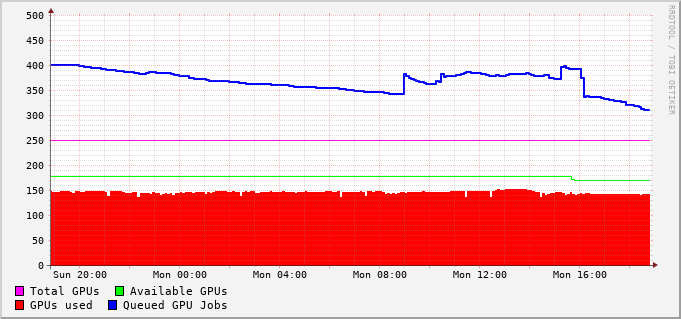 500
450
400
350
300
250
200
150
100
50
0
Sun 20:00 Mon 00:00 Mon 04:00 Mon 08:00 Mon 12:00 Mon 16:00
Total GPUs Available GPUs
GPUs used Queued GPU Jobs
RRDTOOL / TOBI OETIKER